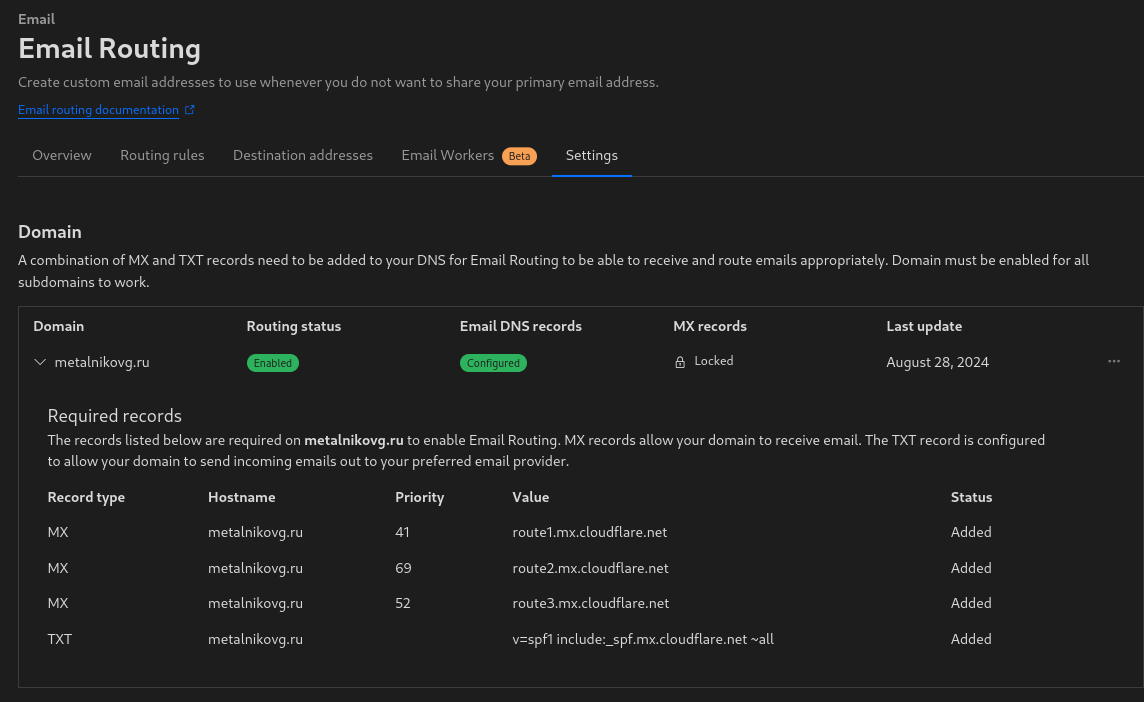 Email
Email Routing
Create custom email addresses to use whenever you do not want to share your primary email address.
Email routing documentation
Overview Routing rules Destination addresses Email Workers Beta Settings
Domain
A combination of MX and TXT records need to be added to your DNS for Email Routing to be able to receive and route emails appropriately. Domain must be enabled for all
subdomains to work.
Domain Routing status Email DNS records MX records Last update
metalnikovg.ru Enabled Configured Locked August 28, 2024
Required records
The records listed below are required on metalnikovg.ru to enable Email Routing. MX records allow your domain to receive email. The TXT record is configured
to allow your domain to send incoming emails out to your preferred email provider.
Record type Hostname Priority Value Status
MX metalnikovg.ru 41 route1.mx.cloudflare.net Added
MX metalnikovg.ru 69 route2.mx.cloudflare.net Added
MX metalnikovg.ru 52 route3.mx.cloudflare.net Added
TXT metalnikovg.ru v=spf1 include:_spf.mx.cloudflare.net ~all Added